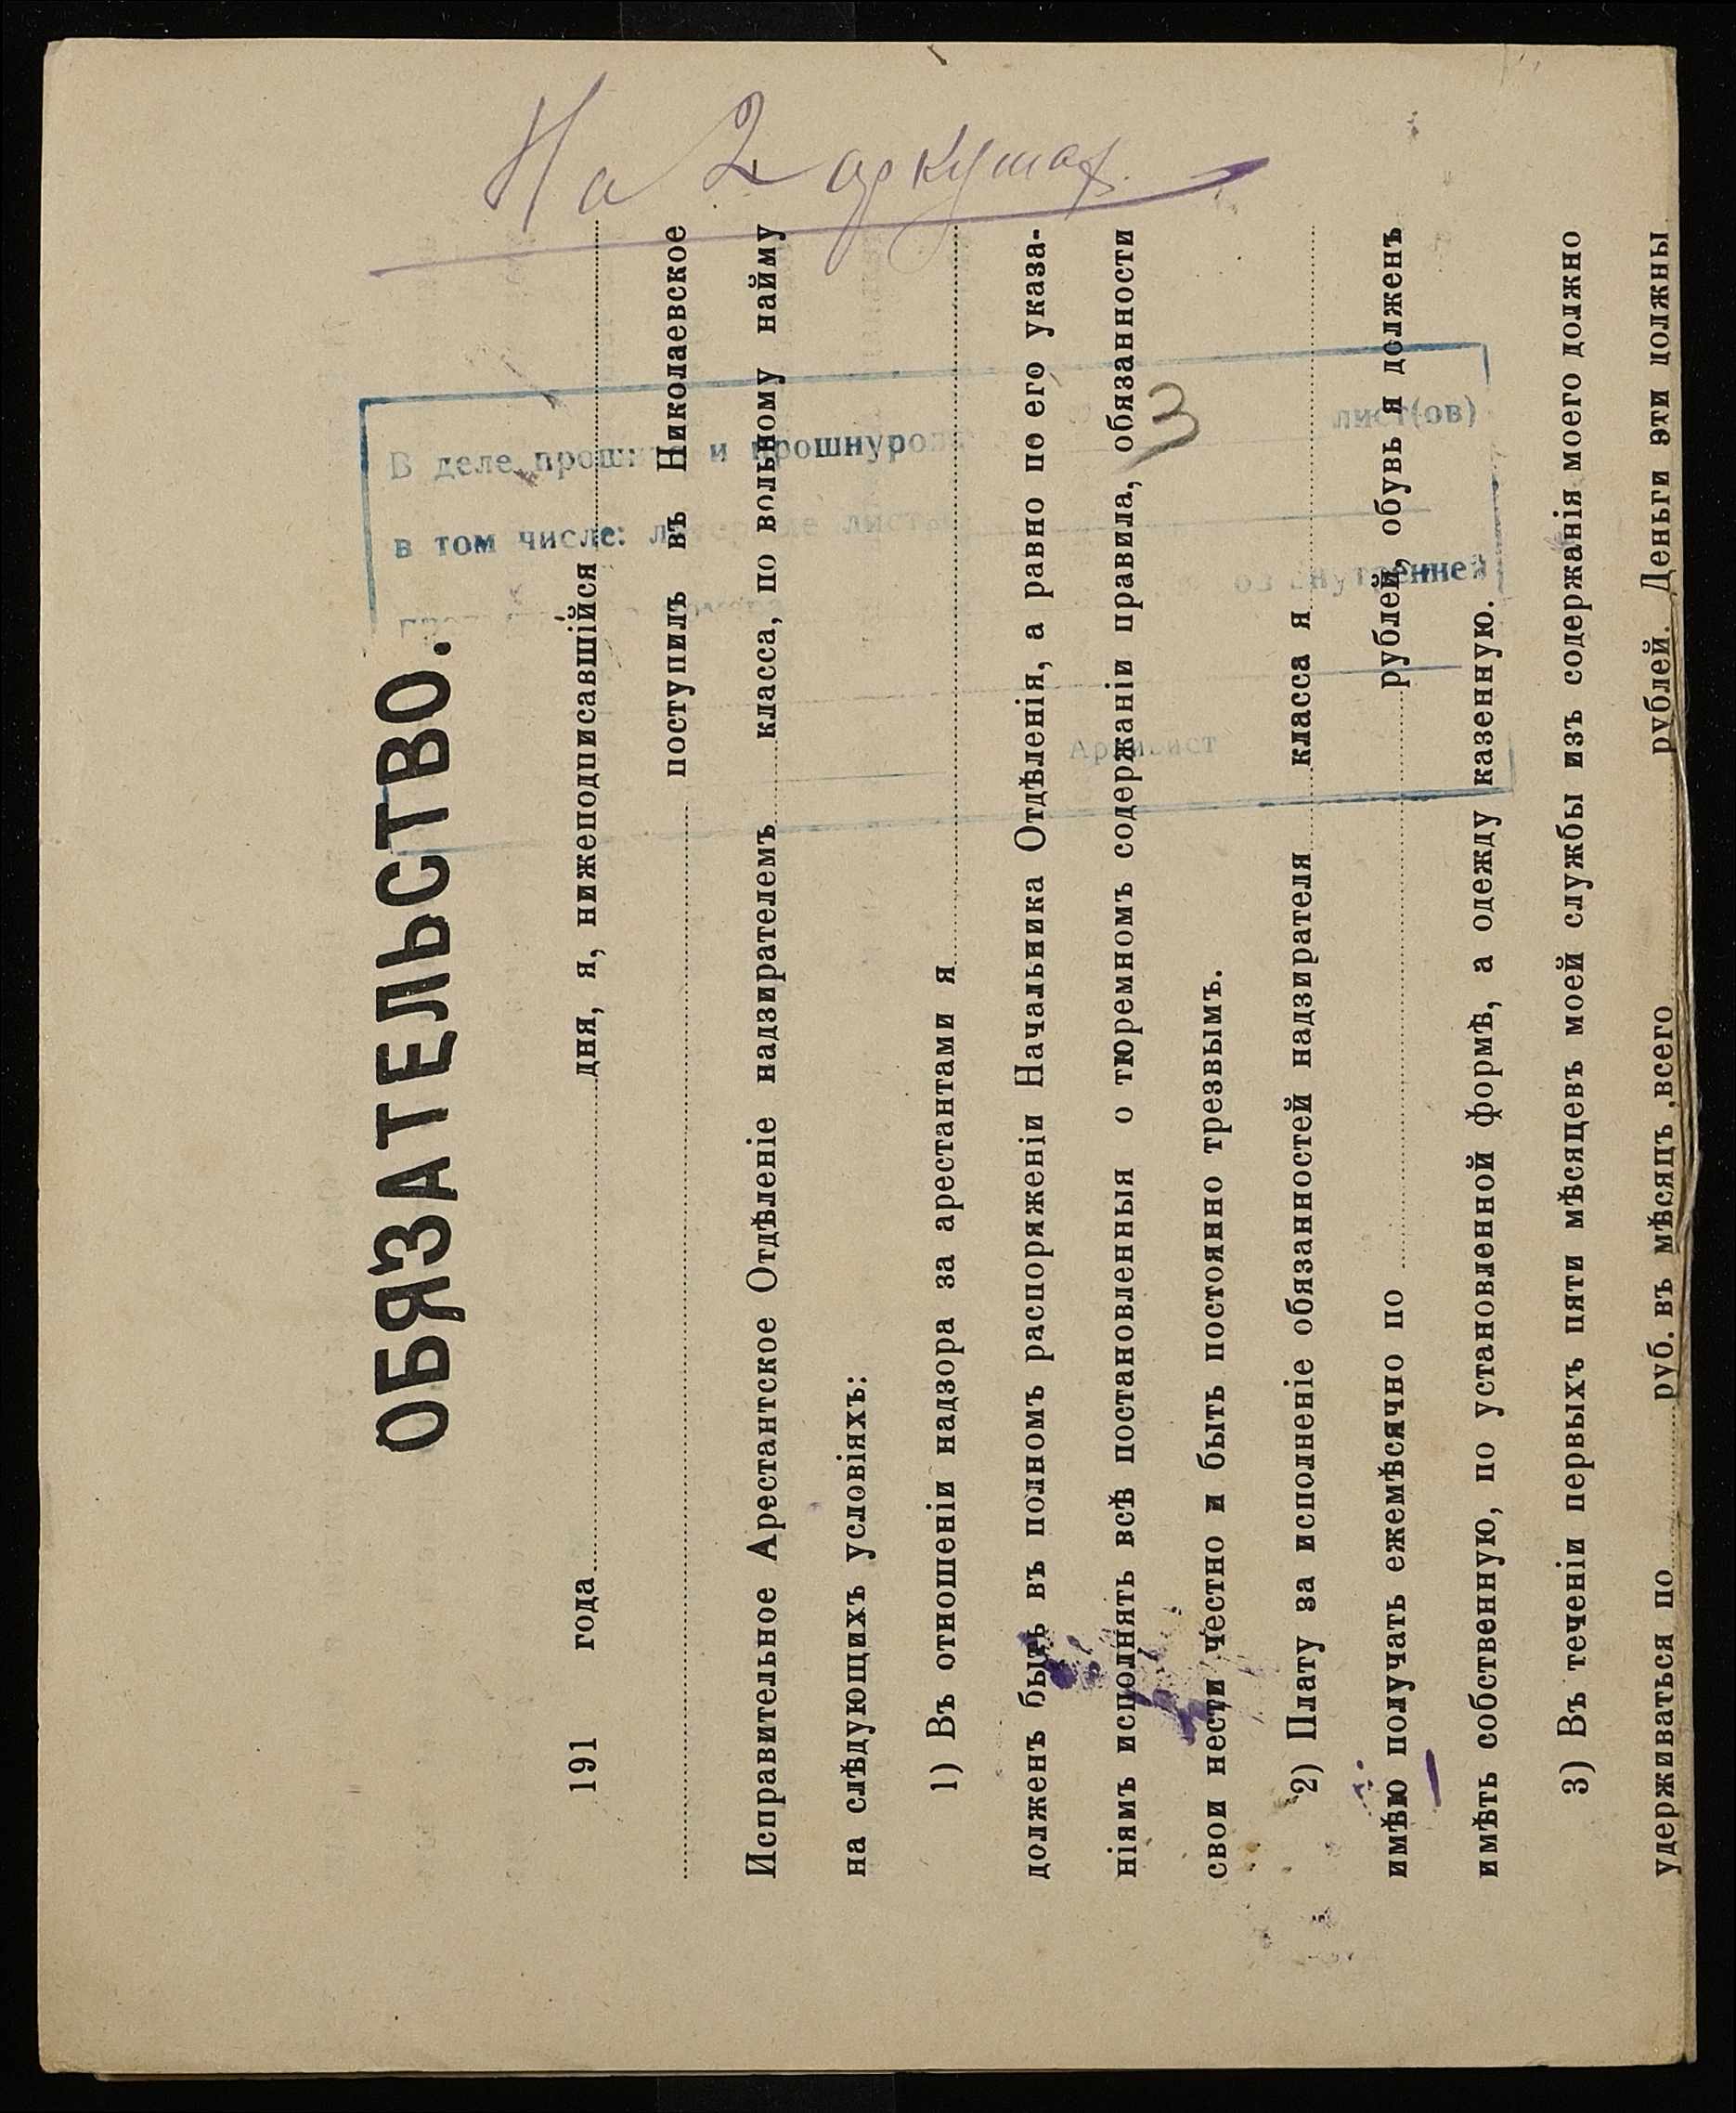 На 2 аркушах.
ОБЯЗАТЕЛЬСТВО.
191 года дня, я, нижеподписавшійся
поступилъ въ Николаевское
Исправительное Арестантское Отдѣленіе надзирателемъ класса, по вольному найму
на слѣдующихъ условіяхъ:
1) Въ отношеніи надзора за арестантами я
долженъ быть въ полномъ распоряженіи Начальника Отдѣленія, а равно по его указа-
ніямъ исполнять всѣ постановленныя о тюремномъ содержаніи правила, обязанности
свои нести честно и быть постоянно трезвымъ.
2) Плату за исполненіе обязанностей надзирателя класса я
имѣю получать ежемѣсячно по рублей, обувь я долженъ
имѣть собственную, по установленной формѣ, а одежду казенную.
3) Въ теченіи первыхъ пяти мѣсяцевъ моей службы изъ содержанія моего должно
удерживаться по руб. въ мѣсяцъ, всего рублей. Деньги эти должны
В деле прошито и прошнуро лист(ов)
3
в том числе: литерные листы
внутренней
Архивист